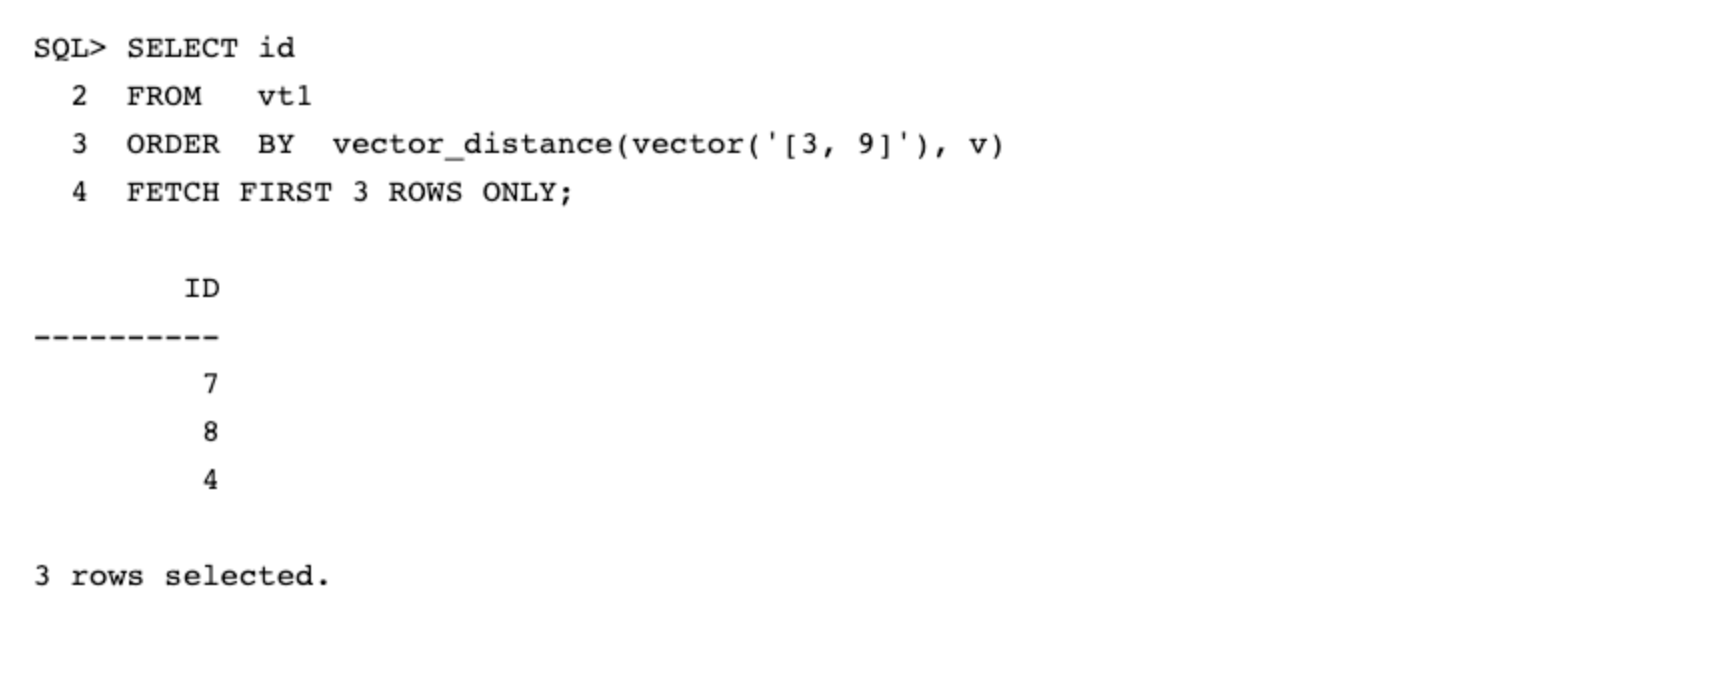 SQL> SELECT id
  2  FROM   vt1
  3  ORDER  BY  vector_distance(vector('[3, 9]'), v)
  4  FETCH FIRST 3 ROWS ONLY;
        ID
----------
         7
         8
         4
3 rows selected.